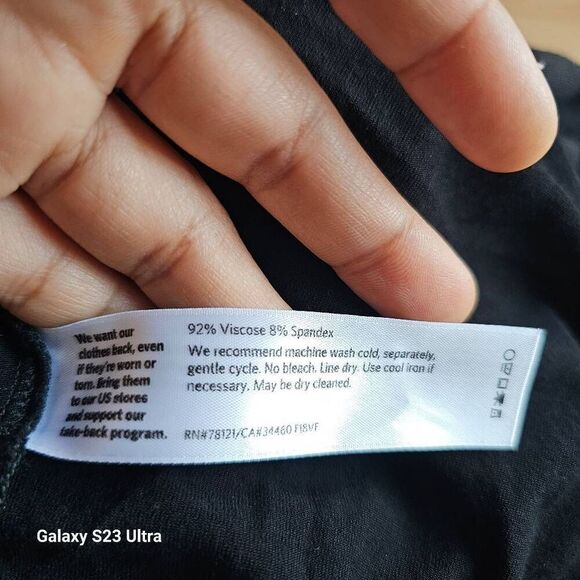 We want our
clothes back, even
if they're worn or
torn. Bring them
to our US stores
and support our
take-back program.
92% Viscose 8% Spandex
We recommend machine wash cold, separately,
gentle cycle. No bleach. Line dry. Use cool iron if
necessary. May be dry cleaned.
RN#78121/CA#34460 F18VF
Galaxy S23 Ultra